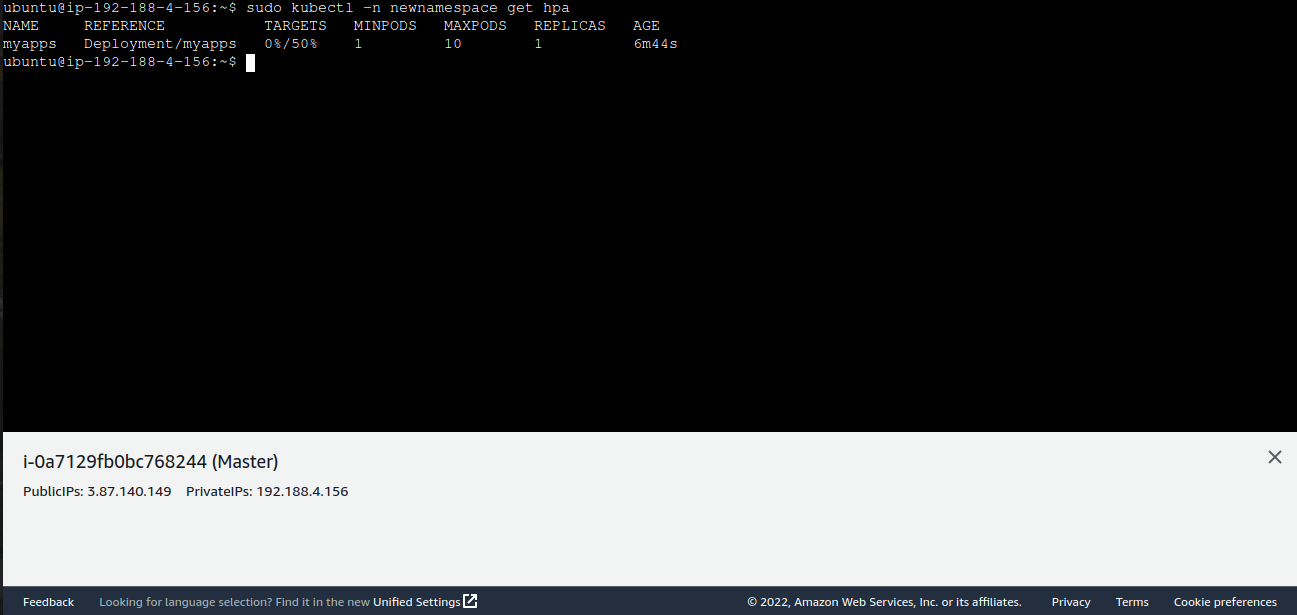 ubuntu@ip-192-188-4-156:~$ sudo kubectl -n newnamespace get hpa
NAME REFERENCE TARGETS MINPODS MAXPODS REPLICAS AGE
myapps Deployment/myapps 0%/50% 1 10 1 6m44s
ubuntu@ip-192-188-4-156:~$
i-0a7129fb0bc768244 (Master)
PublicIPs: 3.87.140.149 PrivateIPs: 192.188.4.156
Feedback Looking for language selection? Find it in the new Unified Settings © 2022, Amazon Web Services, Inc. or its affiliates. Privacy Terms Cookie preferences